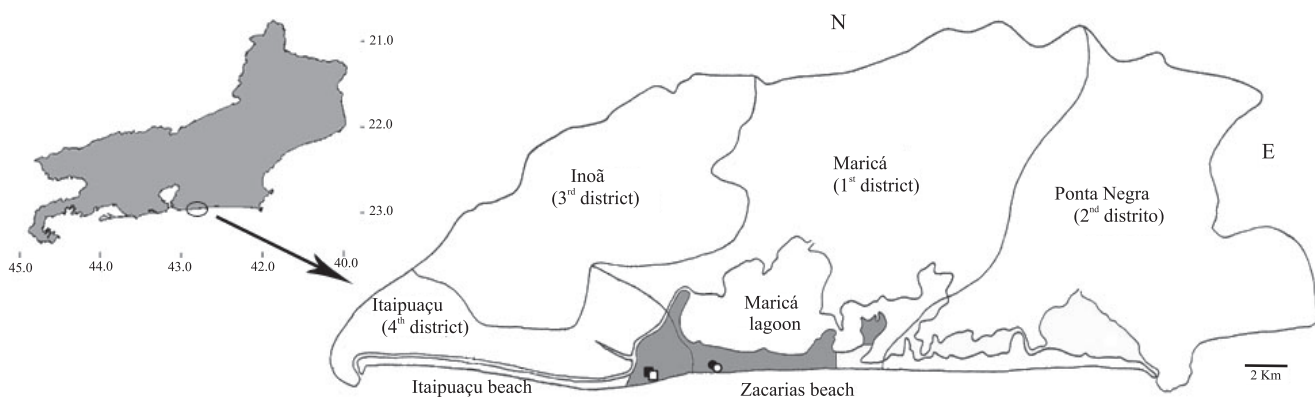 21.0
22.0
23.0
45.0
44.0
43.0
42.0
40.0
N
E
Inoã
(3rd district)
Maricá
(1st district)
Ponta Negra
(2nd distrito)
Itaipuaçu
(4th district)
Maricá
lagoon
Itaipuaçu beach
Zacarias beach
2 Km